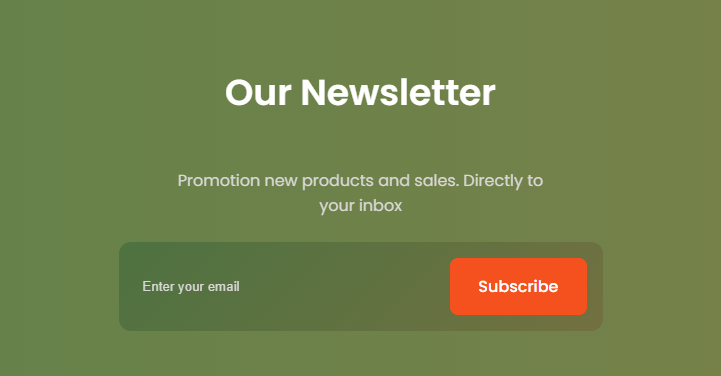 Our Newsletter
Promotion new products and sales. Directly to
your inbox
Enter your email
Subscribe